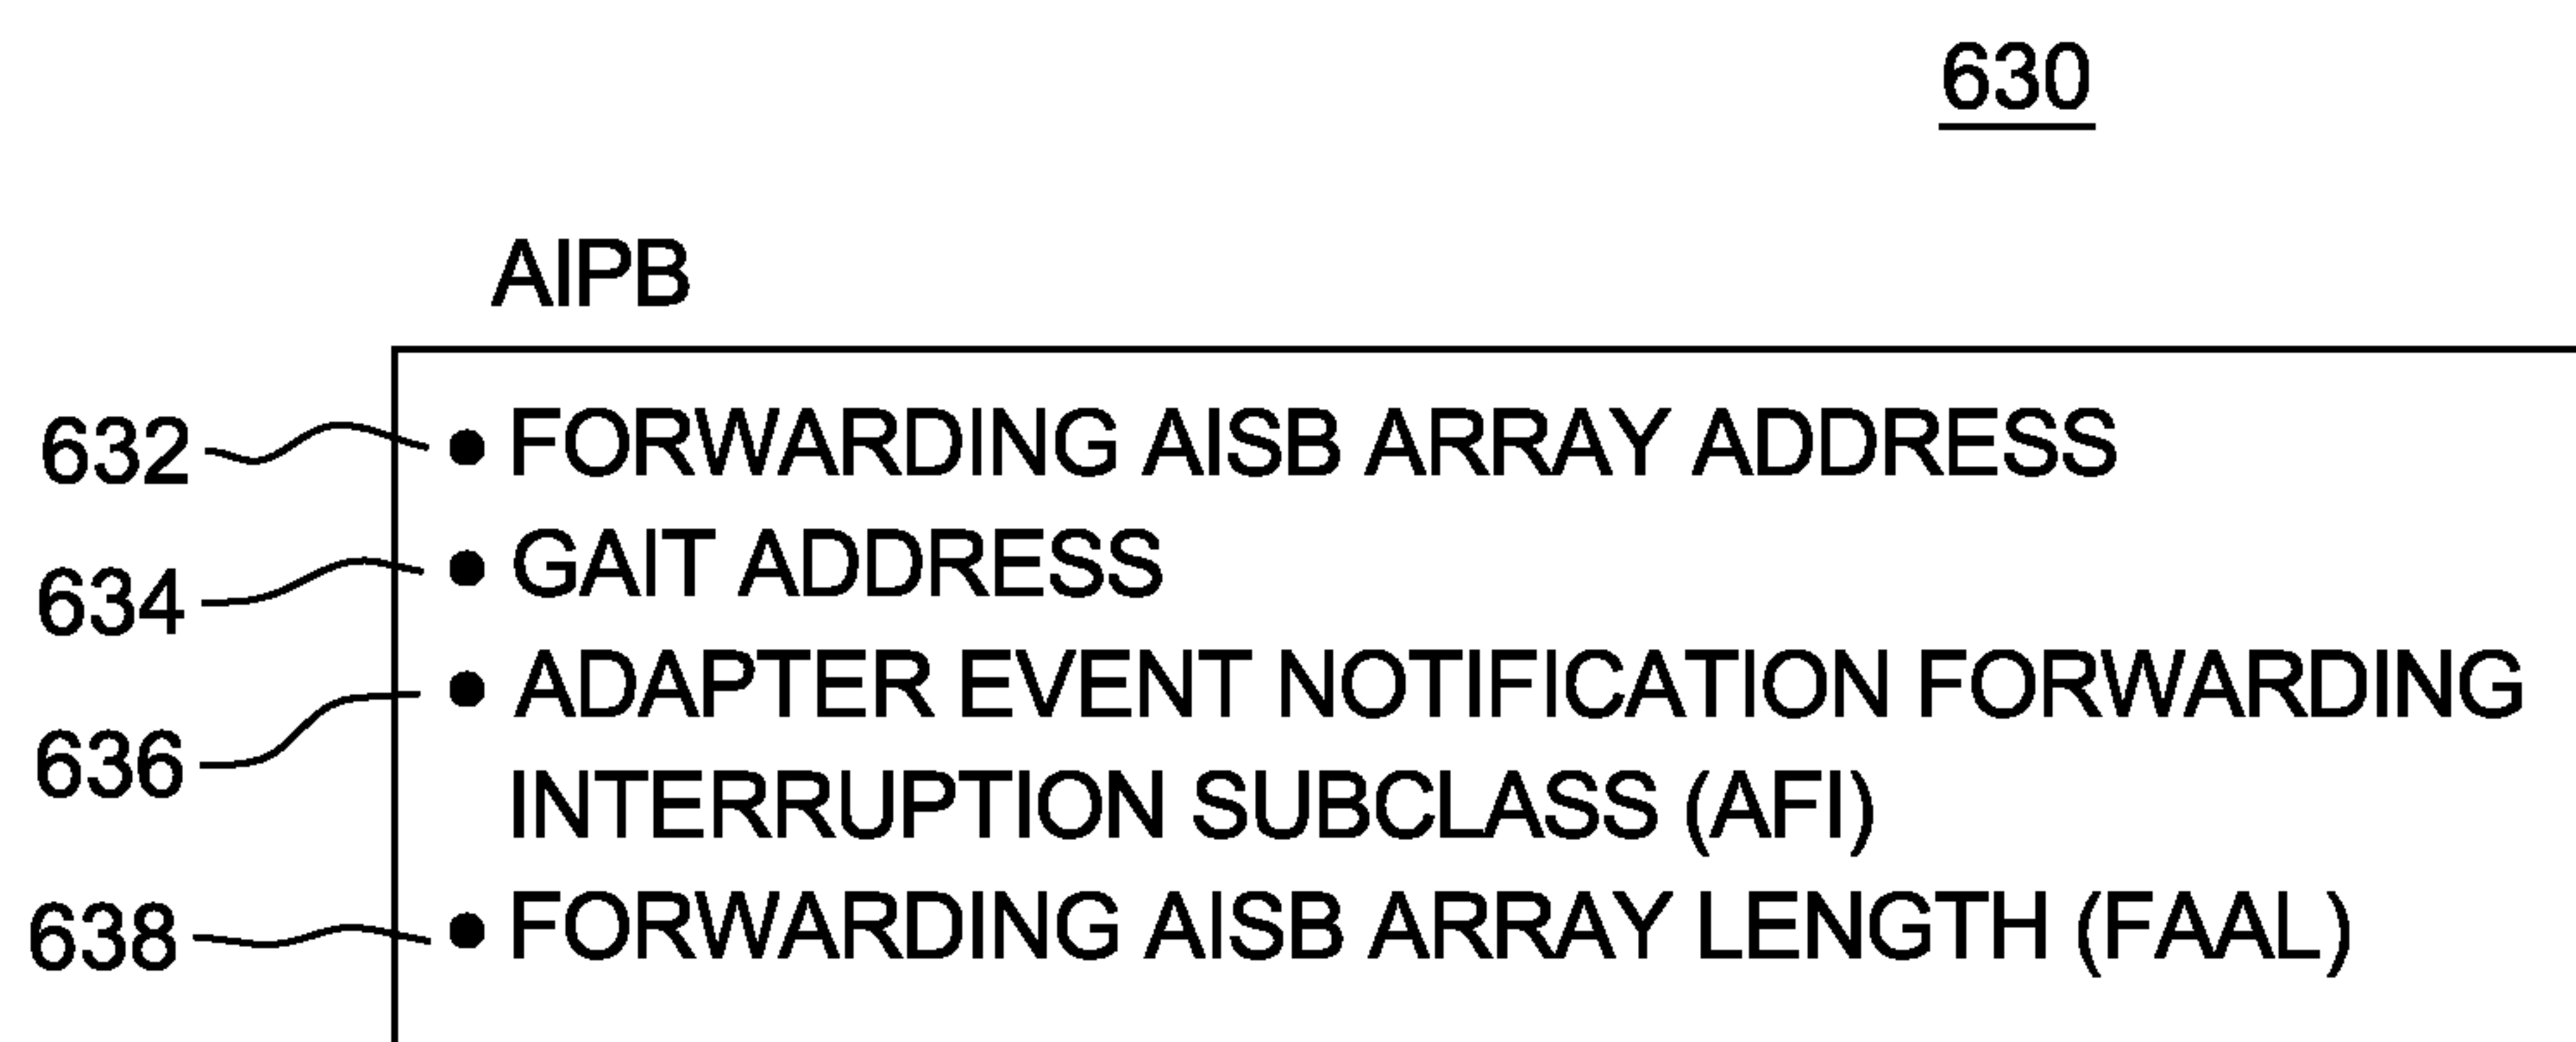 630
AIPB
632 • FORWARDING AISB ARRAY ADDRESS
634 • GAIT ADDRESS
636 • ADAPTER EVENT NOTIFICATION FORWARDING
INTERRUPTION SUBCLASS (AFI)
638 • FORWARDING AISB ARRAY LENGTH (FAAL)